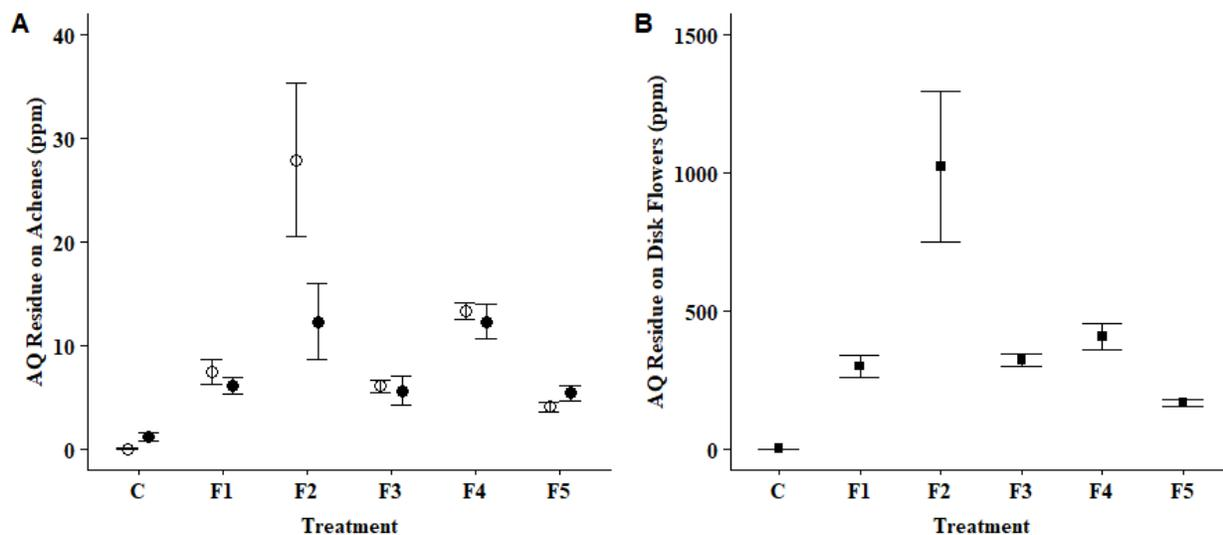 A
AQ Residue on Achenes (ppm)
40
30
20
10
0
C F1 F2 F3 F4 F5
Treatment
B
AQ Residue on Disk Flowers (ppm)
1500
1000
500
0
C F1 F2 F3 F4 F5
Treatment